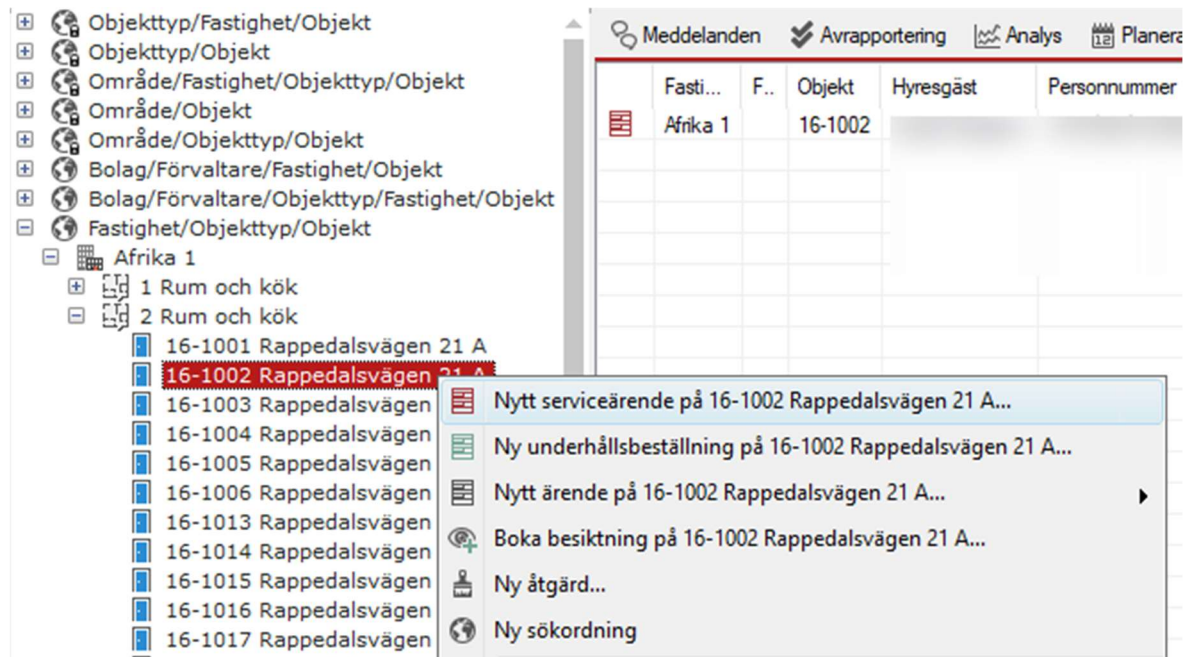 Objekttyp/Fastighet/Objekt
Objekttyp/Objekt
Område/Fastighet/Objekttyp/Objekt
Område/Objekt
Område/Objekttyp/Objekt
Bolag/Förvaltare/Fastighet/Objekt
Bolag/Förvaltare/Objekttyp/Fastighet/Objekt
Fastighet/Objekttyp/Objekt
Afrika 1
1 Rum och kök
2 Rum och kök
16-1001 Rappedalsvägen 21 A
16-1002 Rappedalsvägen 21 A
16-1003 Rappedalsvägen
16-1004 Rappedalsvägen
16-1005 Rappedalsvägen
16-1006 Rappedalsvägen
16-1013 Rappedalsvägen
16-1014 Rappedalsvägen
16-1015 Rappedalsvägen
16-1016 Rappedalsvägen
16-1017 Rappedalsvägen
Meddelanden Avrapportering Analys 12 Planera
Fasti... F.. Objekt Hyresgäst Personnummer
Afrika 1 16-1002
Nytt serviceärende på 16-1002 Rappedalsvägen 21 A...
Ny underhållsbeställning på 16-1002 Rappedalsvägen 21 A...
Nytt ärende på 16-1002 Rappedalsvägen 21 A...
Boka besiktning på 16-1002 Rappedalsvägen 21 A...
Ny åtgärd...
Ny sökordning